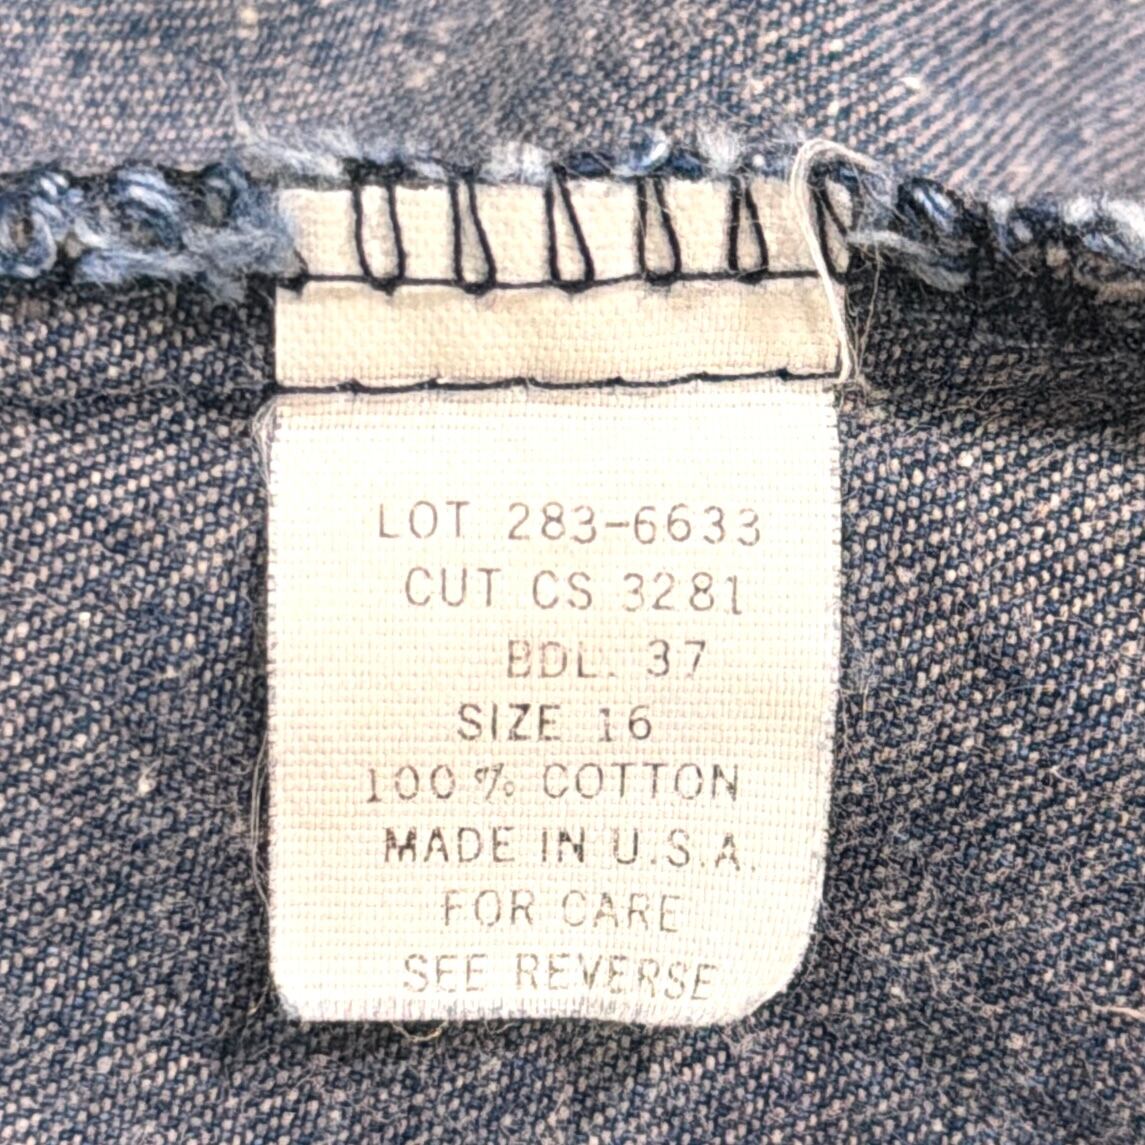 LOT 283-6633
CUT CS 3281
BDL. 37
SIZE 16
100% COTTON
MADE IN U.S.A.
FOR CARE
SEE REVERSE